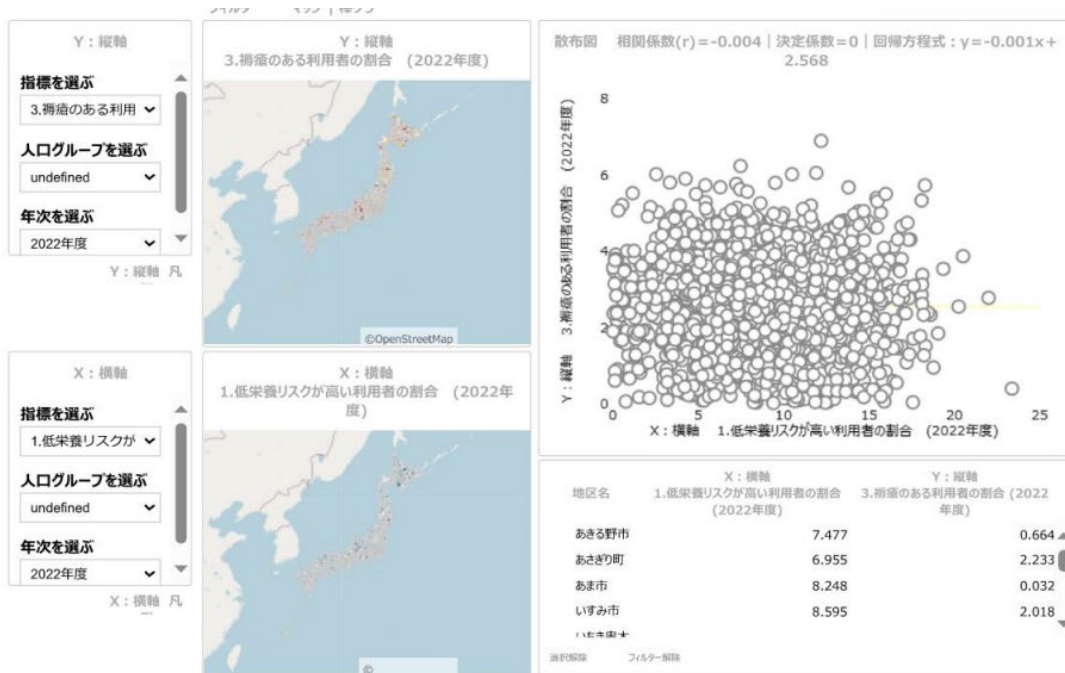 フィルター マップ｜棒グラフ
Y：縦軸
指標を選ぶ
3.褥瘡のある利用
人口グループを選ぶ
undefined
年次を選ぶ
2022年度
Y：縦軸 凡
Y：縦軸
3.褥瘡のある利用者の割合 (2022年度)
©OpenStreetMap
散布図 相関係数(r)=-0.004｜決定係数=0｜回帰方程式：y=-0.001x+
2.568
Y：縦軸 3.褥瘡のある利用者の割合 (2022年度)
8
6
4
2
0
0 5 10 15 20 25
X：横軸 1.低栄養リスクが高い利用者の割合 (2022年度)
X：横軸
指標を選ぶ
1.低栄養リスクが
人口グループを選ぶ
undefined
年次を選ぶ
2022年度
X：横軸 凡
X：横軸
1.低栄養リスクが高い利用者の割合 (2022年
度)
©
地区名
X：横軸
1.低栄養リスクが高い利用者の割合
(2022年度)
Y：縦軸
3.褥瘡のある利用者の割合 (2022
年度)
あきる野市 7.477 0.664
あさぎり町 6.955 2.233
あま市 8.248 0.032
いすみ市 8.595 2.018
選択解除 フィルター解除